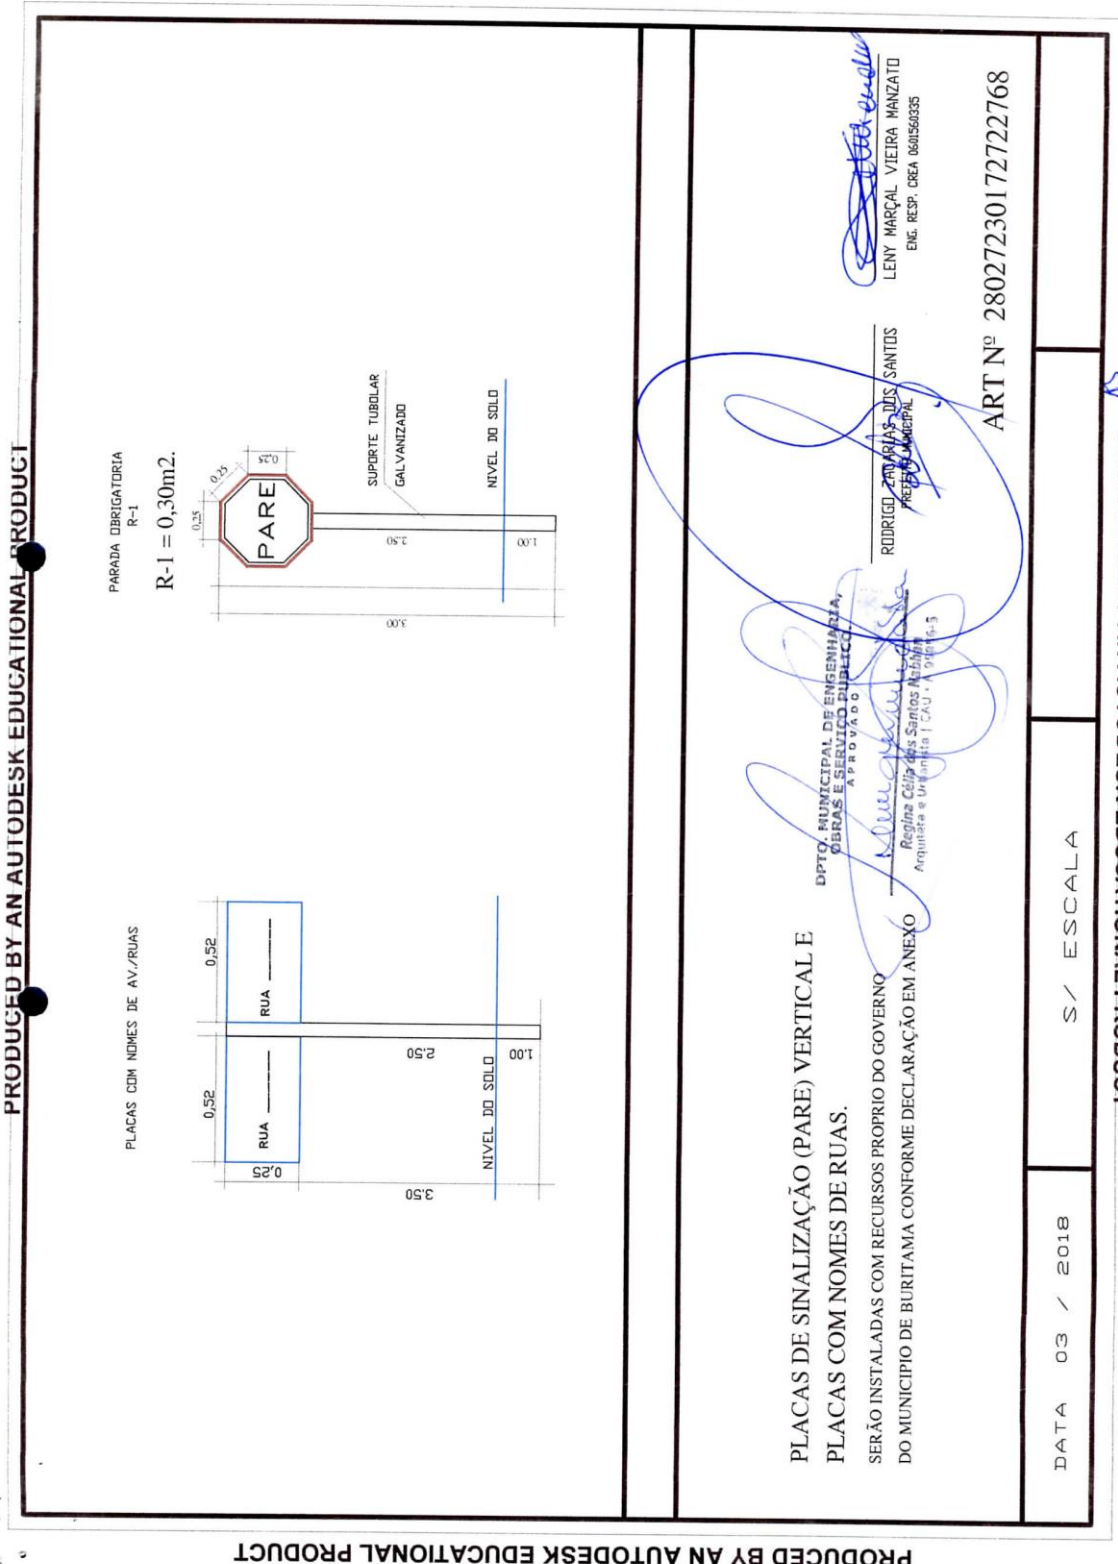 PRODUCED BY AN AUTODESK EDUCATIONAL PRODUCT
PLACAS COM NOMES DE AV./RUAS
0,52
0,52
RUA
RUA
0,25
3.50
2.50
1.00
NIVEL DO SOLO
PARADA OBRIGATORIA
R-1
R-1 = 0,30m2.
0,25
0,25
0,25
PARE
SUPORTE TUBOLAR
GALVANIZADO
2.50
3.00
1.00
NIVEL DO SOLO
PLACAS DE SINALIZAÇÃO (PARE) VERTICAL E
PLACAS COM NOMES DE RUAS.
SERÃO INSTALADAS COM RECURSOS PROPRIO DO GOVERNO
DO MUNICIPIO DE BURITAMA CONFORME DECLARAÇÃO EM ANEXO
DPTO. MUNICIPAL DE ENGENHARIA,
OBRAS E SERVIÇO PUBLICO.
APROVADO
Regina Célia dos Santos Nabhan
Arquiteta e Urbanista | CAU
RODRIGO ZACARIAS DOS SANTOS
PREFEITO MUNICIPAL
LENY MARÇAL VIEIRA MANZATO
ENG. RESP. CREA 0601560335
ART Nº 28027230172722768
DATA 03 / 2018
S/ ESCALA
PRODUCED BY AN AUTODESK EDUCATIONAL PRODUCT